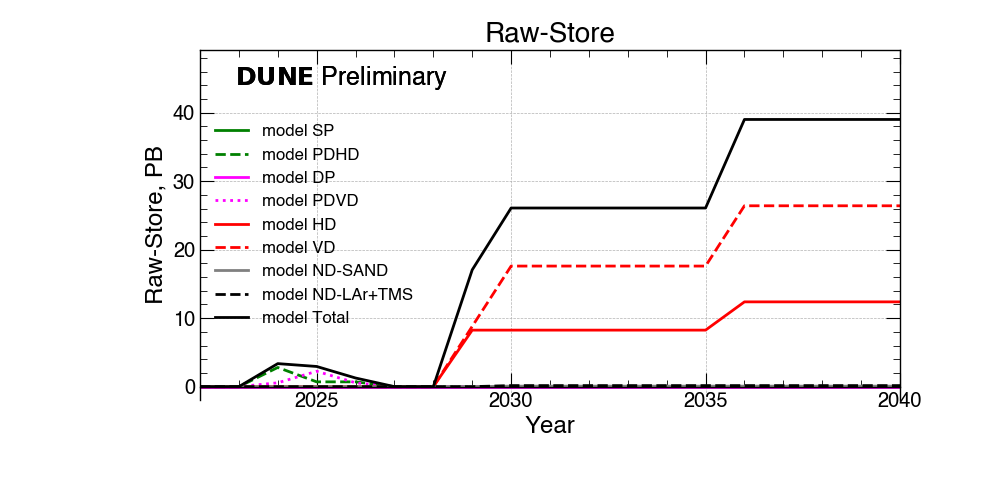 Raw-Store
DUNE Preliminary
model SP
model PDHD
model DP
model PDVD
model HD
model VD
model ND-SAND
model ND-LAr+TMS
model Total
Raw-Store, PB
40
30
20
10
0
2025 2030 2035 2040
Year